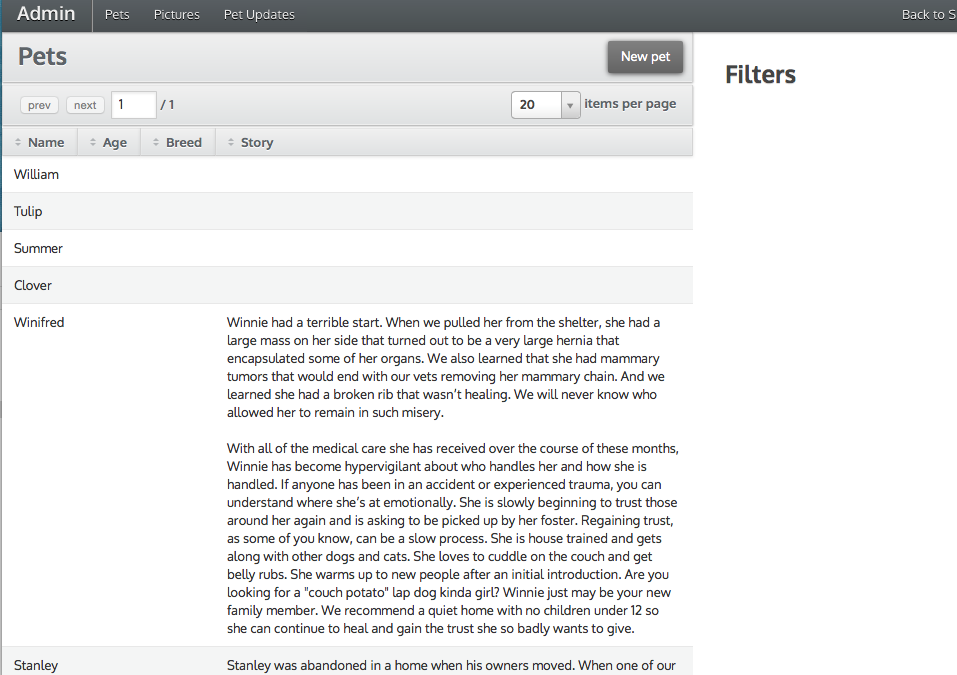 Admin Pets Pictures Pet Updates Back to S
Pets New pet Filters
prev next 1 / 1 20 items per page
Name Age Breed Story
William
Tulip
Summer
Clover
Winifred Winnie had a terrible start. When we pulled her from the shelter, she had a
large mass on her side that turned out to be a very large hernia that
encapsulated some of her organs. We also learned that she had mammary
tumors that would end with our vets removing her mammary chain. And we
learned she had a broken rib that wasn’t healing. We will never know who
allowed her to remain in such misery.
With all of the medical care she has received over the course of these months,
Winnie has become hypervigilant about who handles her and how she is
handled. If anyone has been in an accident or experienced trauma, you can
understand where she’s at emotionally. She is slowly beginning to trust those
around her again and is asking to be picked up by her foster. Regaining trust,
as some of you know, can be a slow process. She is house trained and gets
along with other dogs and cats. She loves to cuddle on the couch and get
belly rubs. She warms up to new people after an initial introduction. Are you
looking for a "couch potato" lap dog kinda girl? Winnie just may be your new
family member. We recommend a quiet home with no children under 12 so
she can continue to heal and gain the trust she so badly wants to give.
Stanley Stanley was abandoned in a home when his owners moved. When one of our